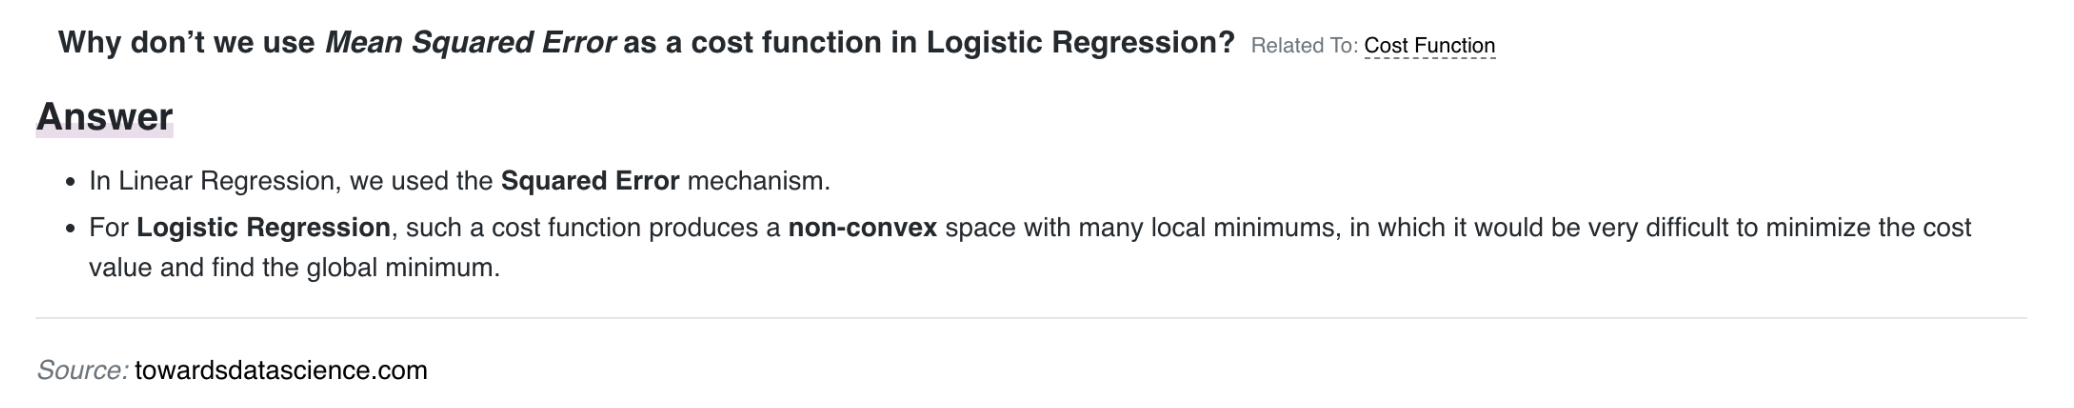 Why don’t we use Mean Squared Error as a cost function in Logistic Regression? Related To: Cost Function
Answer
• In Linear Regression, we used the Squared Error mechanism.
• For Logistic Regression, such a cost function produces a non-convex space with many local minimums, in which it would be very difficult to minimize the cost
value and find the global minimum.
Source: towardsdatascience.com